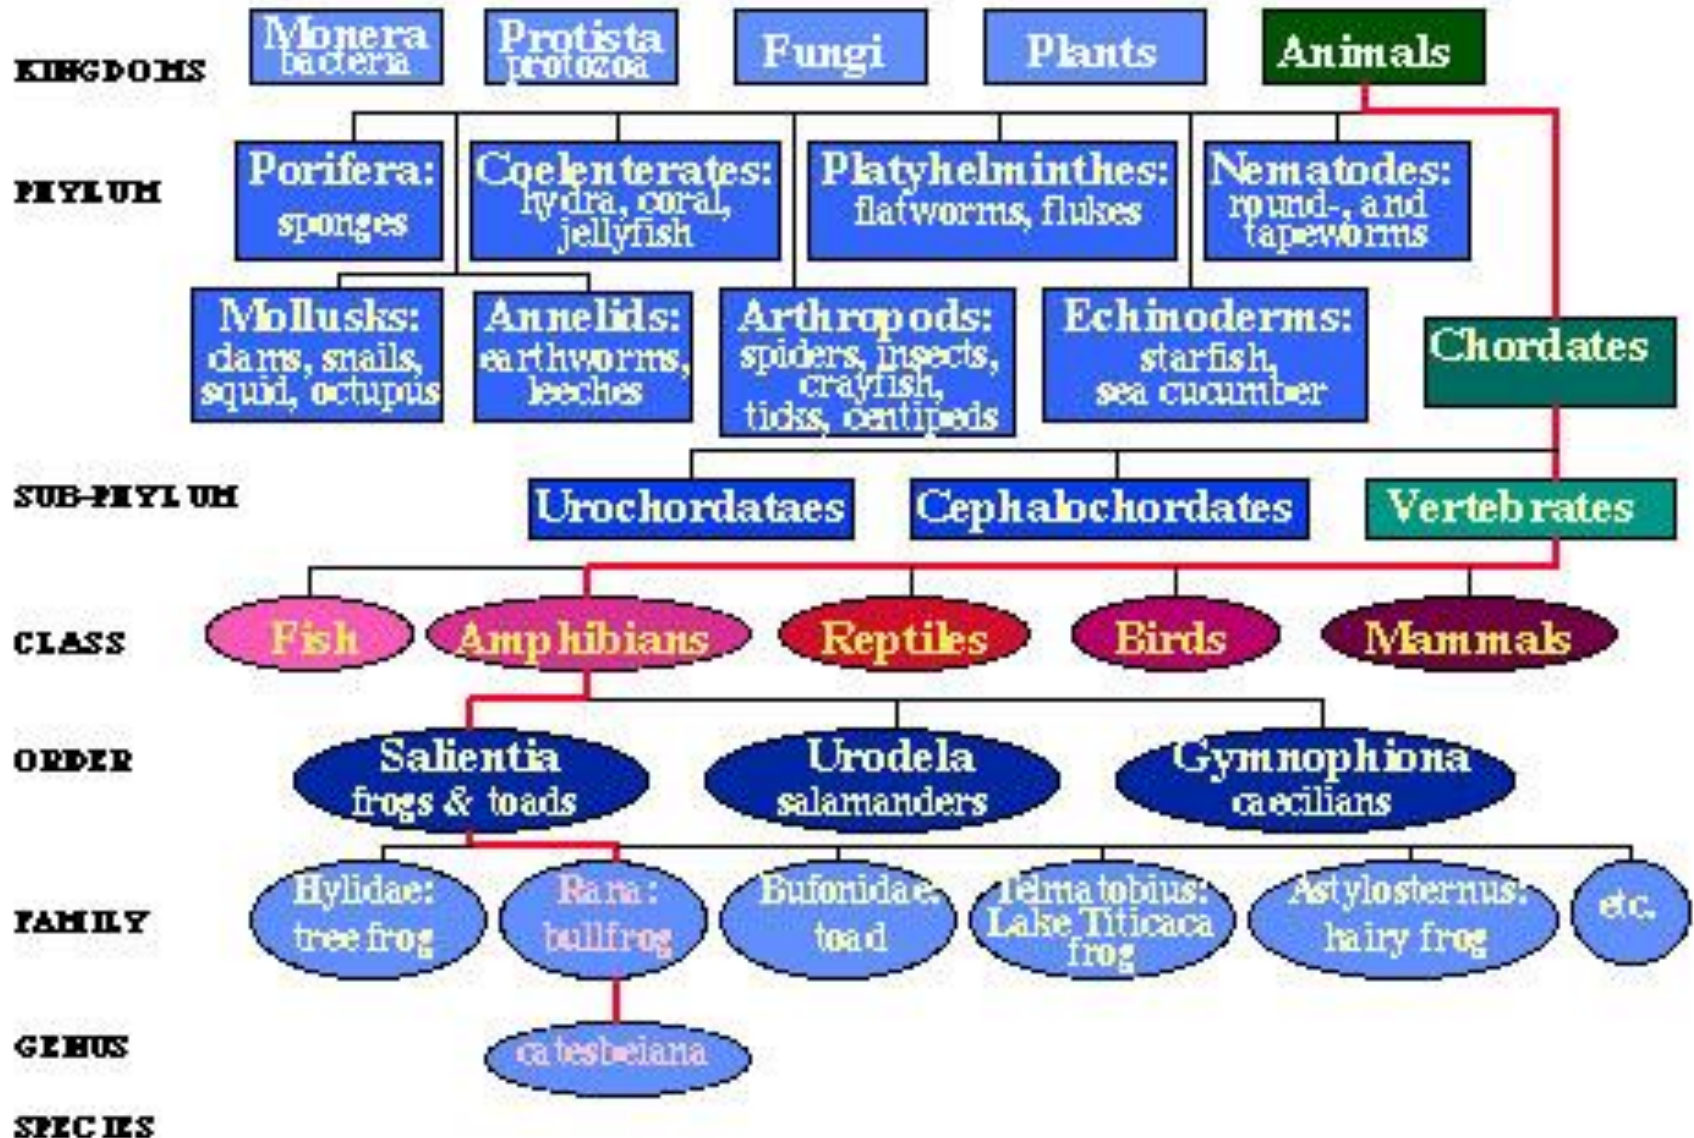 KINGDOMS
Monera
bacteria
Protista
protozoa
Fungi
Plants
Animals
PHYLUM
Porifera:
sponges
Coelenterates:
hydra, coral,
jellyfish
Platyhelminthes:
flatworms, flukes
Nematodes:
round-, and
tapeworms
Mollusks:
clams, snails,
squid, octupus
Annelids:
earthworms,
leeches
Arthropods:
spiders, insects,
crayfish,
ticks, centipeds
Echinoderms:
starfish,
sea cucumber
Chordates
SUB-PHYLUM
Urochordataes
Cephalochordates
Vertebrates
CLASS
Fish
Amphibians
Reptiles
Birds
Mammals
ORDER
Salientia
frogs & toads
Urodela
salamanders
Gymnophiona
caecilians
FAMILY
Hylidae:
tree frog
Rana:
bullfrog
Bufonidae:
toad
Telmatobius:
Lake Titicaca
frog
Astylosternus:
hairy frog
etc.
GENUS
catesbeiana
SPECIES